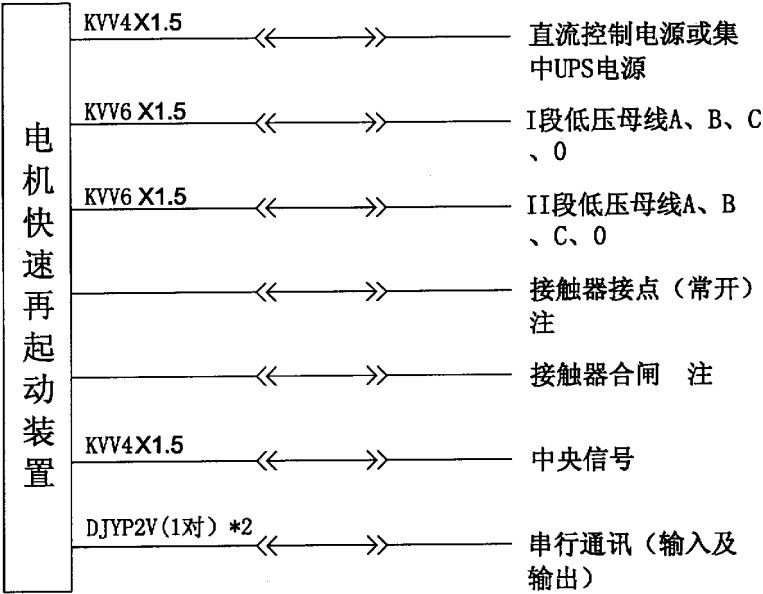 电机快速再起动装置
KVV4X1.5
直流控制电源或集
中UPS电源
KVV6 X1.5
I段低压母线A、B、C
、0
KVV6 X1.5
II段低压母线A、B
、C、0
接触器接点（常开）
注
接触器合闸 注
KVV4X1.5
中央信号
DJYP2V(1对) *2
串行通讯（输入及
输出）